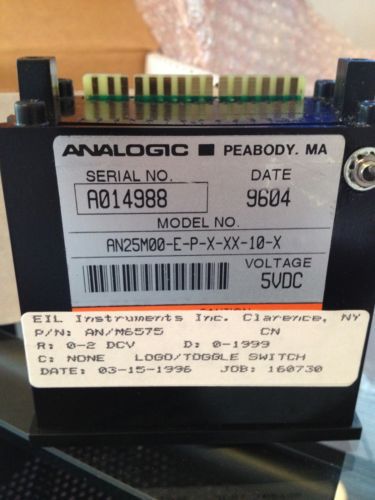 ANALOGIC ■ PEABODY. MA
SERIAL NO. DATE
A014988 9604
MODEL NO.
AN25M00-E-P-X-XX-10-X
VOLTAGE
5VDC
CAUTION
EIL Instruments Inc. Clarence, NY
P/N: AN/M6575 CN
R: 0-2 DCV D: 0-1999
C: NONE LOGO/TOGGLE SWITCH
DATE: 03-15-1996 JOB: 160730